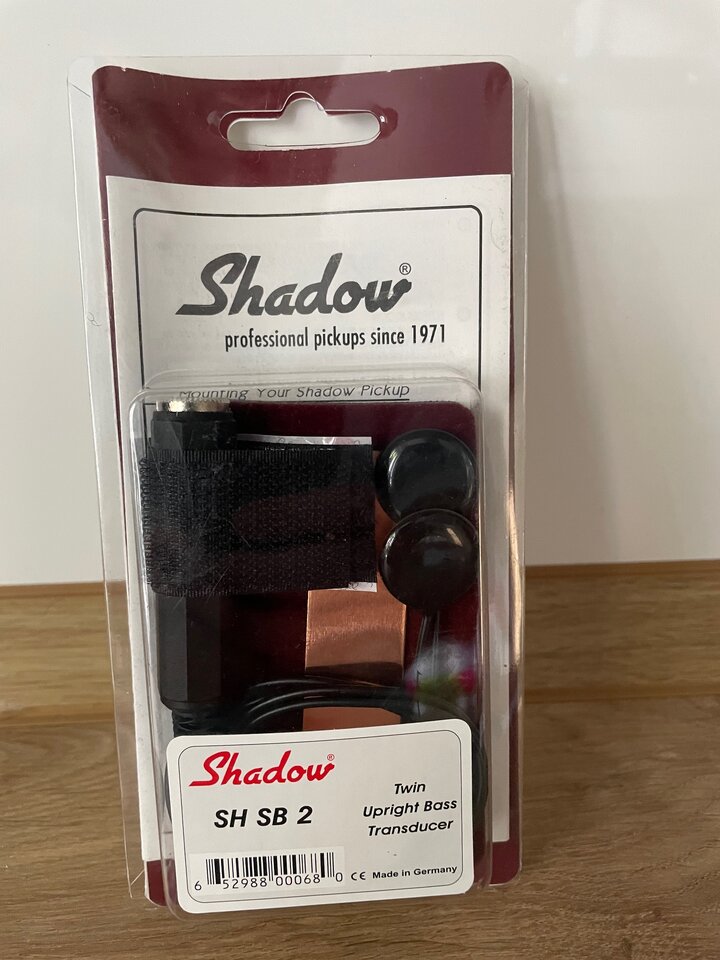 Shadow®
professional pickups since 1971
Mounting Your Shadow Pickup
Shadow®
SH SB 2
Twin
Upright Bass
Transducer
6 52988 00068 0
CE Made in Germany